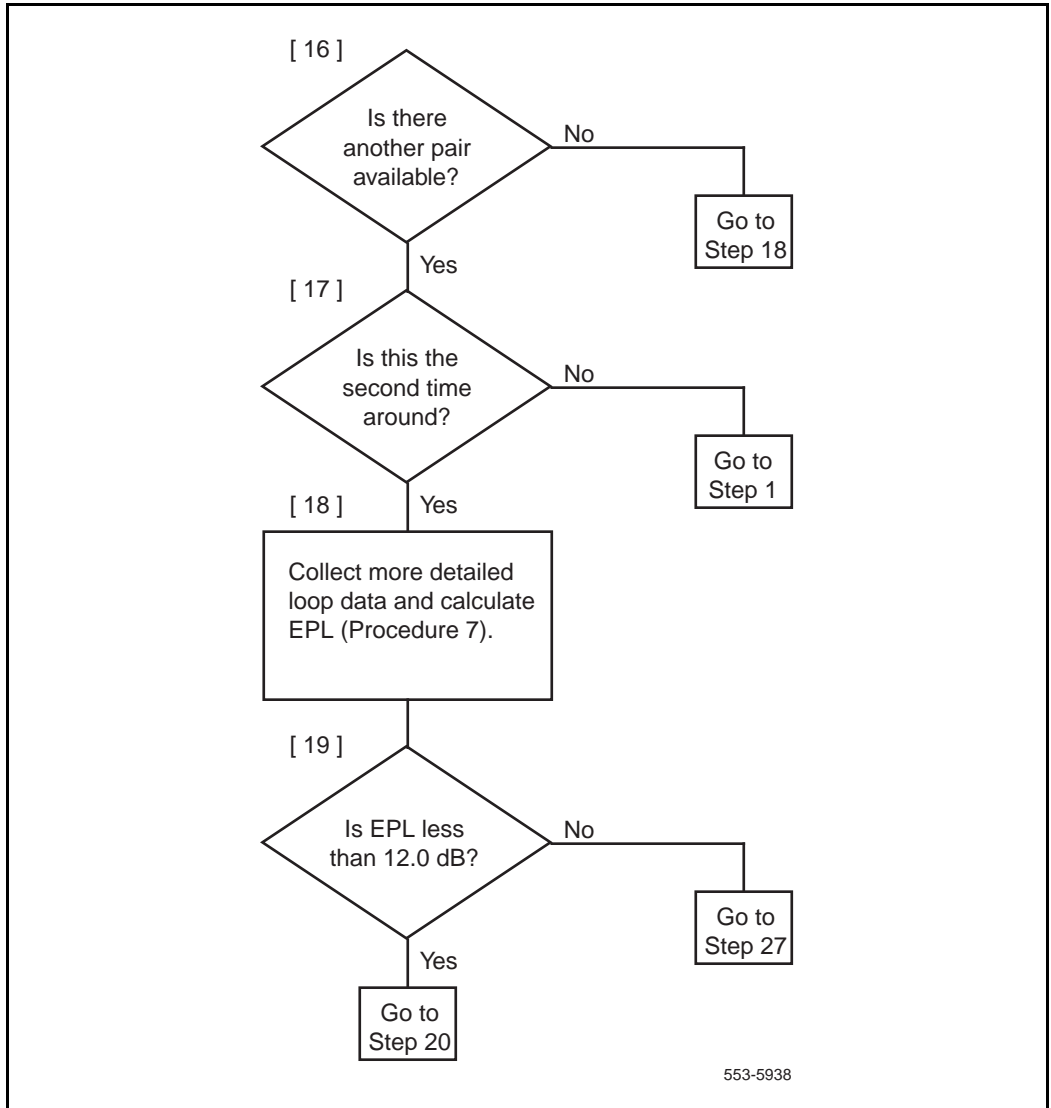 [ 16 ]
Is there
another pair
available?
No
Go to
Step 18
Yes
[ 17 ]
Is this the
second time
around?
No
Go to
Step 1
[ 18 ]
Yes
Collect more detailed
loop data and calculate
EPL (Procedure 7).
[ 19 ]
Is EPL less
than 12.0 dB?
No
Go to
Step 27
Yes
Go to
Step 20
553-5938